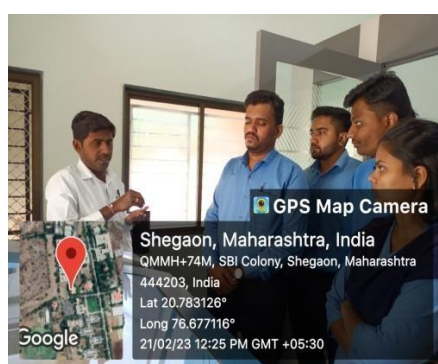 GPS Map Camera
Shegaon, Maharashtra, India
QMMH+74M, SBI Colony, Shegaon, Maharashtra
444203, India
Lat 20.783126°
Long 76.677116°
21/02/23 12:25 PM GMT +05:30
Google